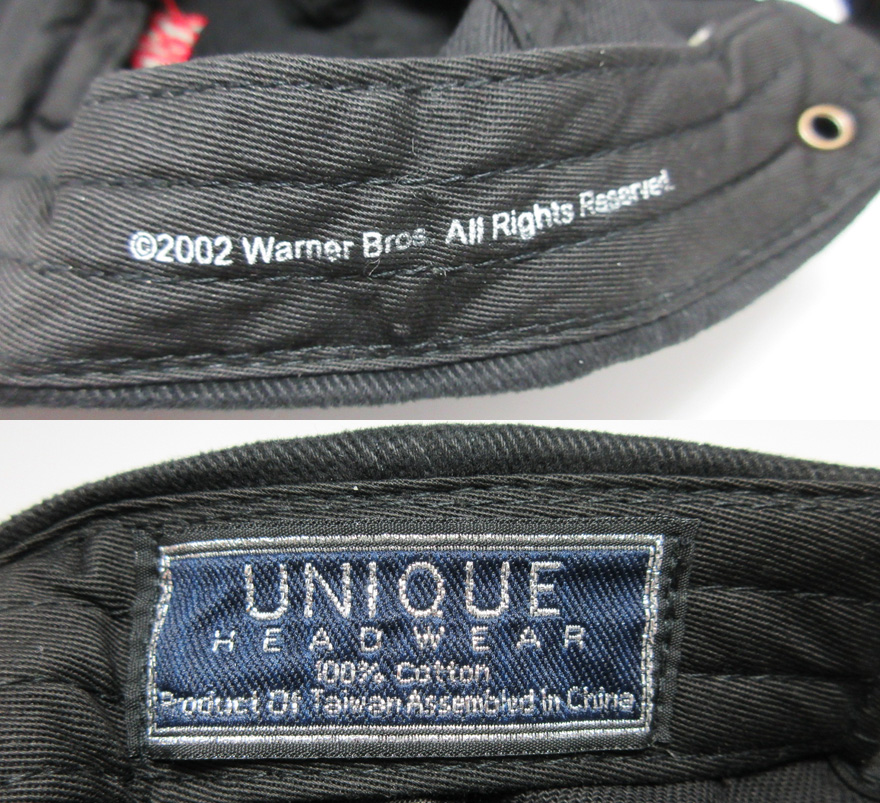 ©2002 Warner Bros. All Rights Reserved.
UNIQUE
HEADWEAR
100% Cotton
Product Of Taiwan Assembled In China